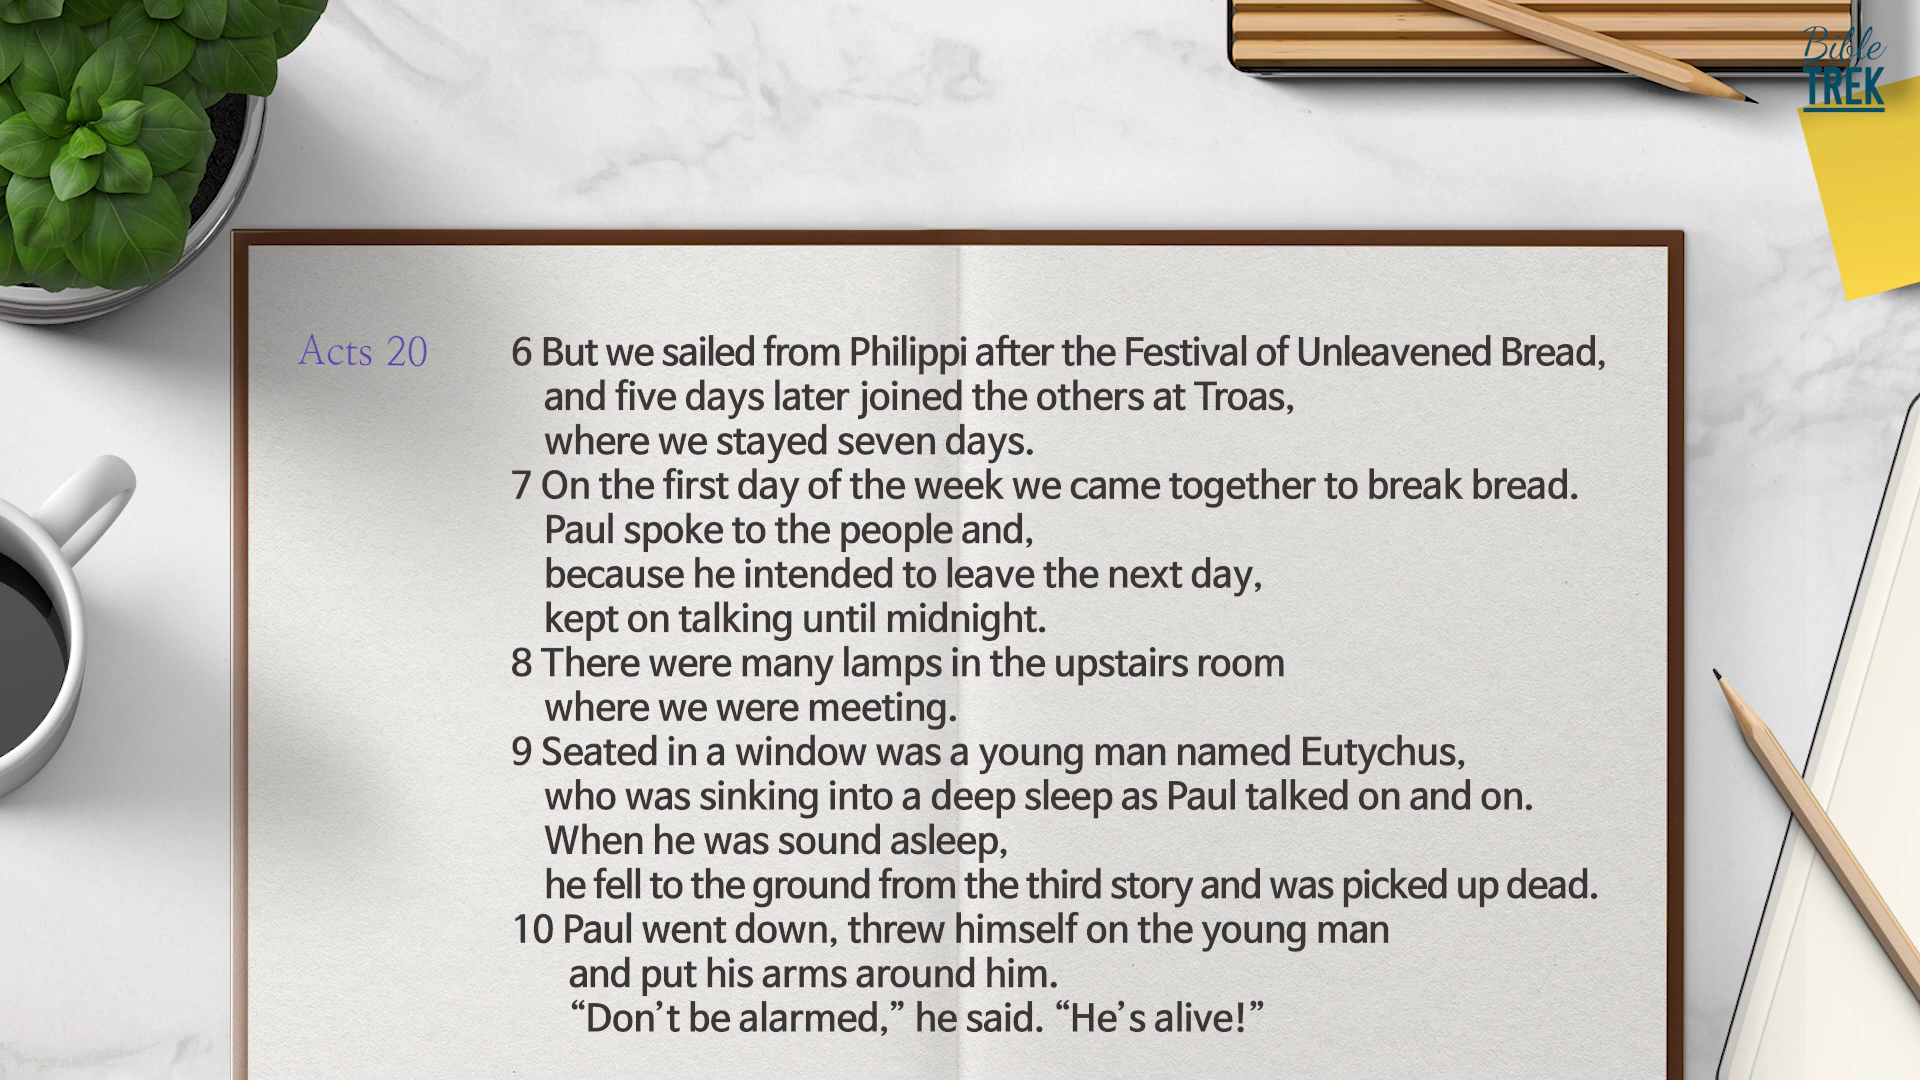 Bible
TREK
Acts 20
6 But we sailed from Philippi after the Festival of Unleavened Bread,
and five days later joined the others at Troas,
where we stayed seven days.
7 On the first day of the week we came together to break bread.
Paul spoke to the people and,
because he intended to leave the next day,
kept on talking until midnight.
8 There were many lamps in the upstairs room
where we were meeting.
9 Seated in a window was a young man named Eutychus,
who was sinking into a deep sleep as Paul talked on and on.
When he was sound asleep,
he fell to the ground from the third story and was picked up dead.
10 Paul went down, threw himself on the young man
and put his arms around him.
“Don’t be alarmed,” he said. “He’s alive!”